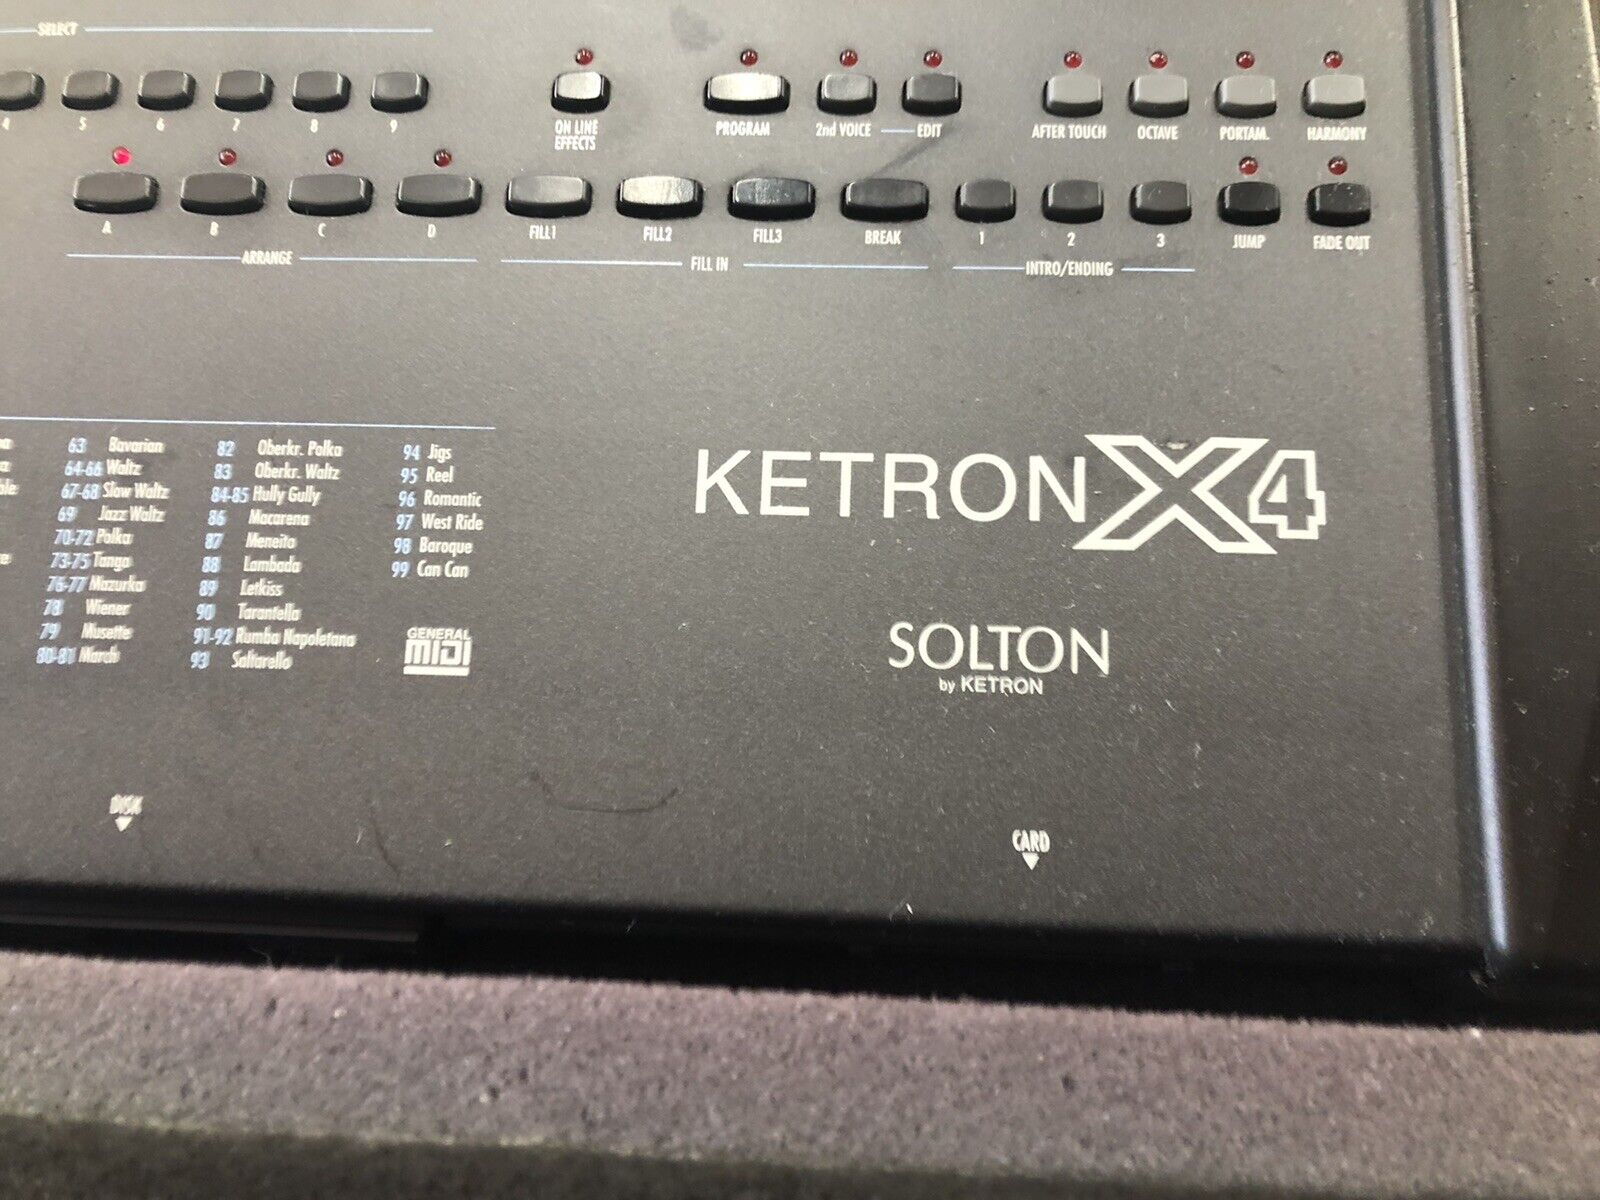 SELECT
4 5 6 7 8 9
ON LINE EFFECTS PROGRAM 2nd VOICE EDIT AFTER TOUCH OCTAVE PORTAM. HARMONY
A B C D FILL1 FILL2 FILL3 BREAK 1 2 3 JUMP FADE OUT
ARRANGE FILL IN INTRO/ENDING
63 Bavarian
64-66 Waltz
67-68 Slow Waltz
69 Jazz Waltz
70-72 Polka
73-75 Tango
76-77 Mazurka
78 Wiener
79 Musette
80-81 March
82 Oberkr. Polka
83 Oberkr. Waltz
84-85 Hully Gully
86 Macarena
87 Meneito
88 Lambada
89 Letkiss
90 Tarantella
91-92 Rumba Napoletana
93 Saltarello
94 Jigs
95 Reel
96 Romantic
97 West Ride
98 Baroque
99 Can Can
GENERAL
MIDI
KETRON X4
SOLTON
by KETRON
DISK
CARD